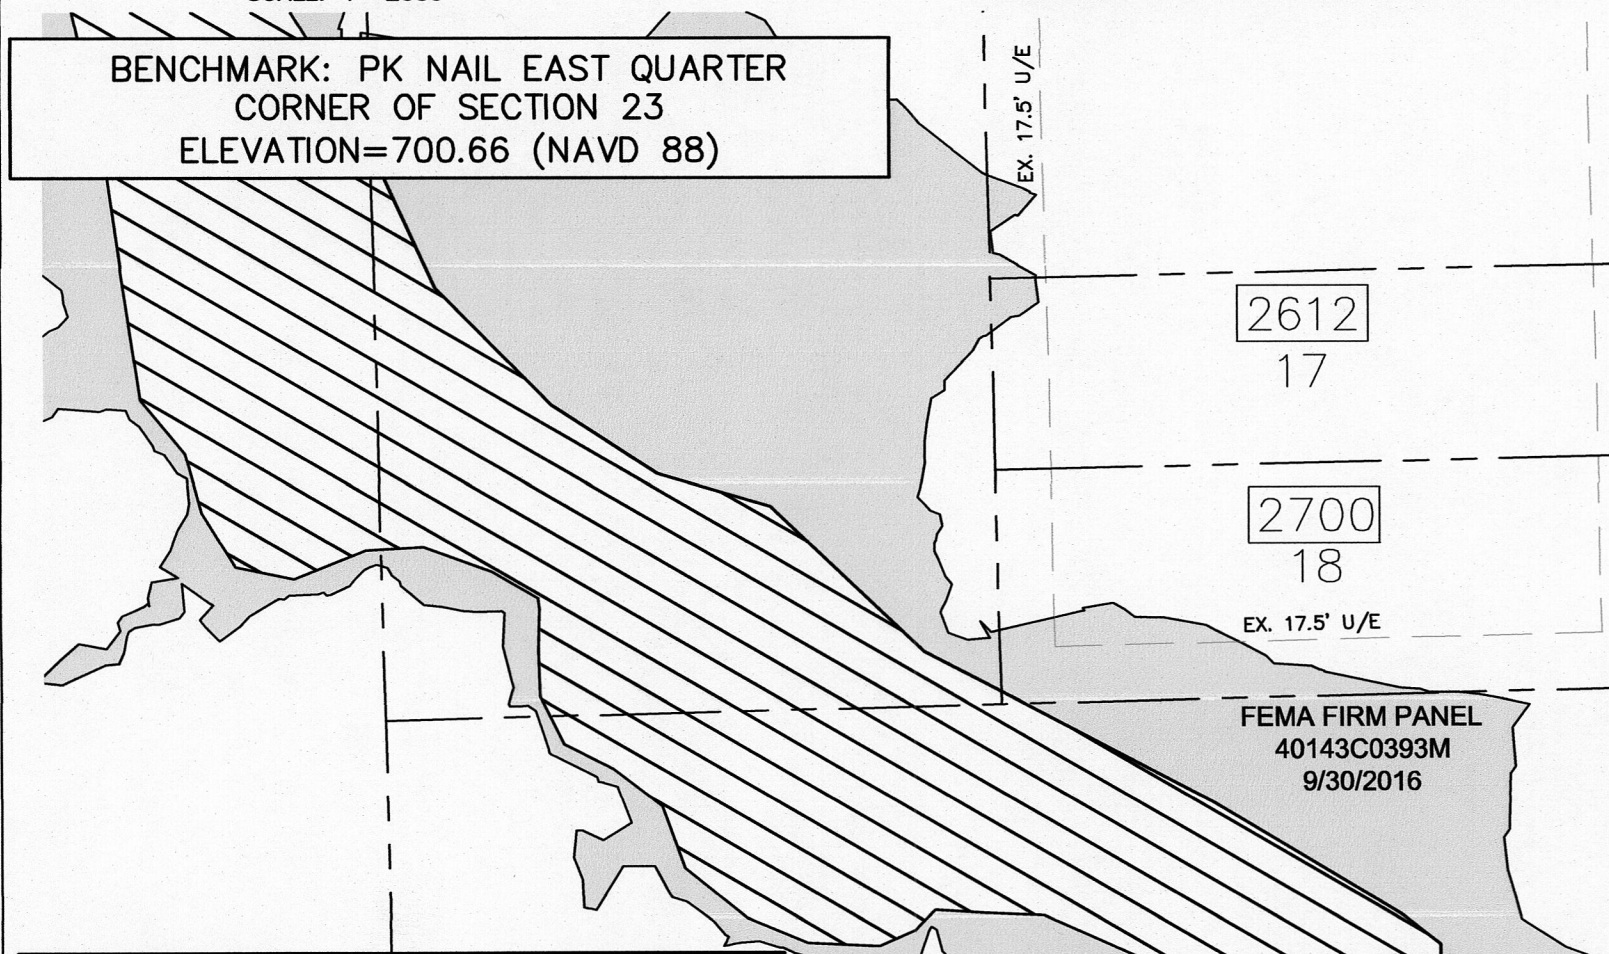 BENCHMARK: PK NAIL EAST QUARTER
CORNER OF SECTION 23
ELEVATION=700.66 (NAVD 88)
EX. 17.5' U/E
2612
17
2700
18
EX. 17.5' U/E
FEMA FIRM PANEL
40143C0393M
9/30/2016